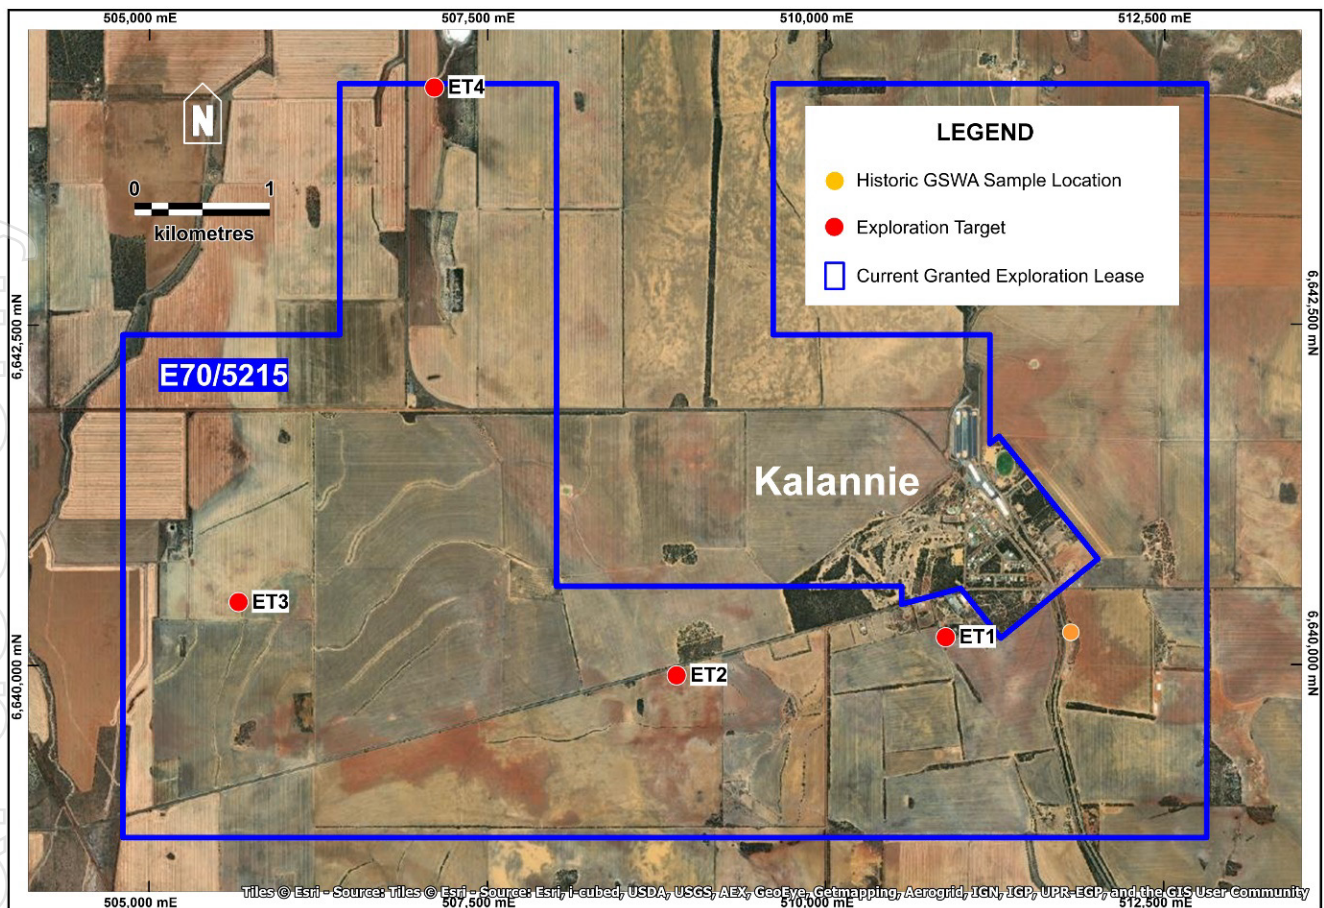 505,000 mE
507,500 mE
510,000 mE
512,500 mE
ET4
N
LEGEND
Historic GSWA Sample Location
Exploration Target
Current Granted Exploration Lease
0 1
kilometres
6,642,500 mN
6,642,500 mN
E70/5215
Kalannie
ET3
ET1
ET2
6,640,000 mN
6,640,000 mN
Tiles © Esri - Source: Tiles © Esri - Source: Esri, i-cubed, USDA, USGS, AEX, GeoEye, Getmapping, Aerogrid, IGN, IGP, UPR-EGP, and the GIS User Community
505,000 mE
507,500 mE
510,000 mE
512,500 mE